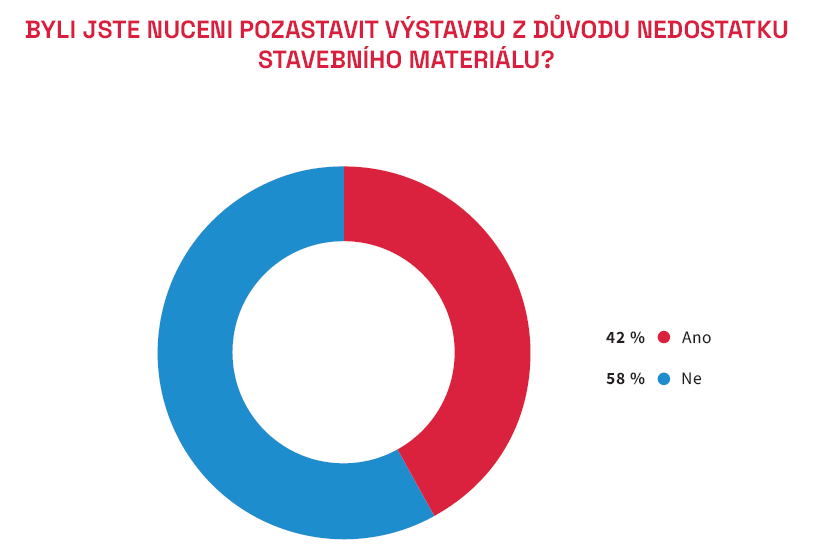 BYLI JSTE NUCENI POZASTAVIT VÝSTAVBU Z DŮVODU NEDOSTATKU
STAVEBNÍHO MATERIÁLU?
42 % Ano
58 % Ne